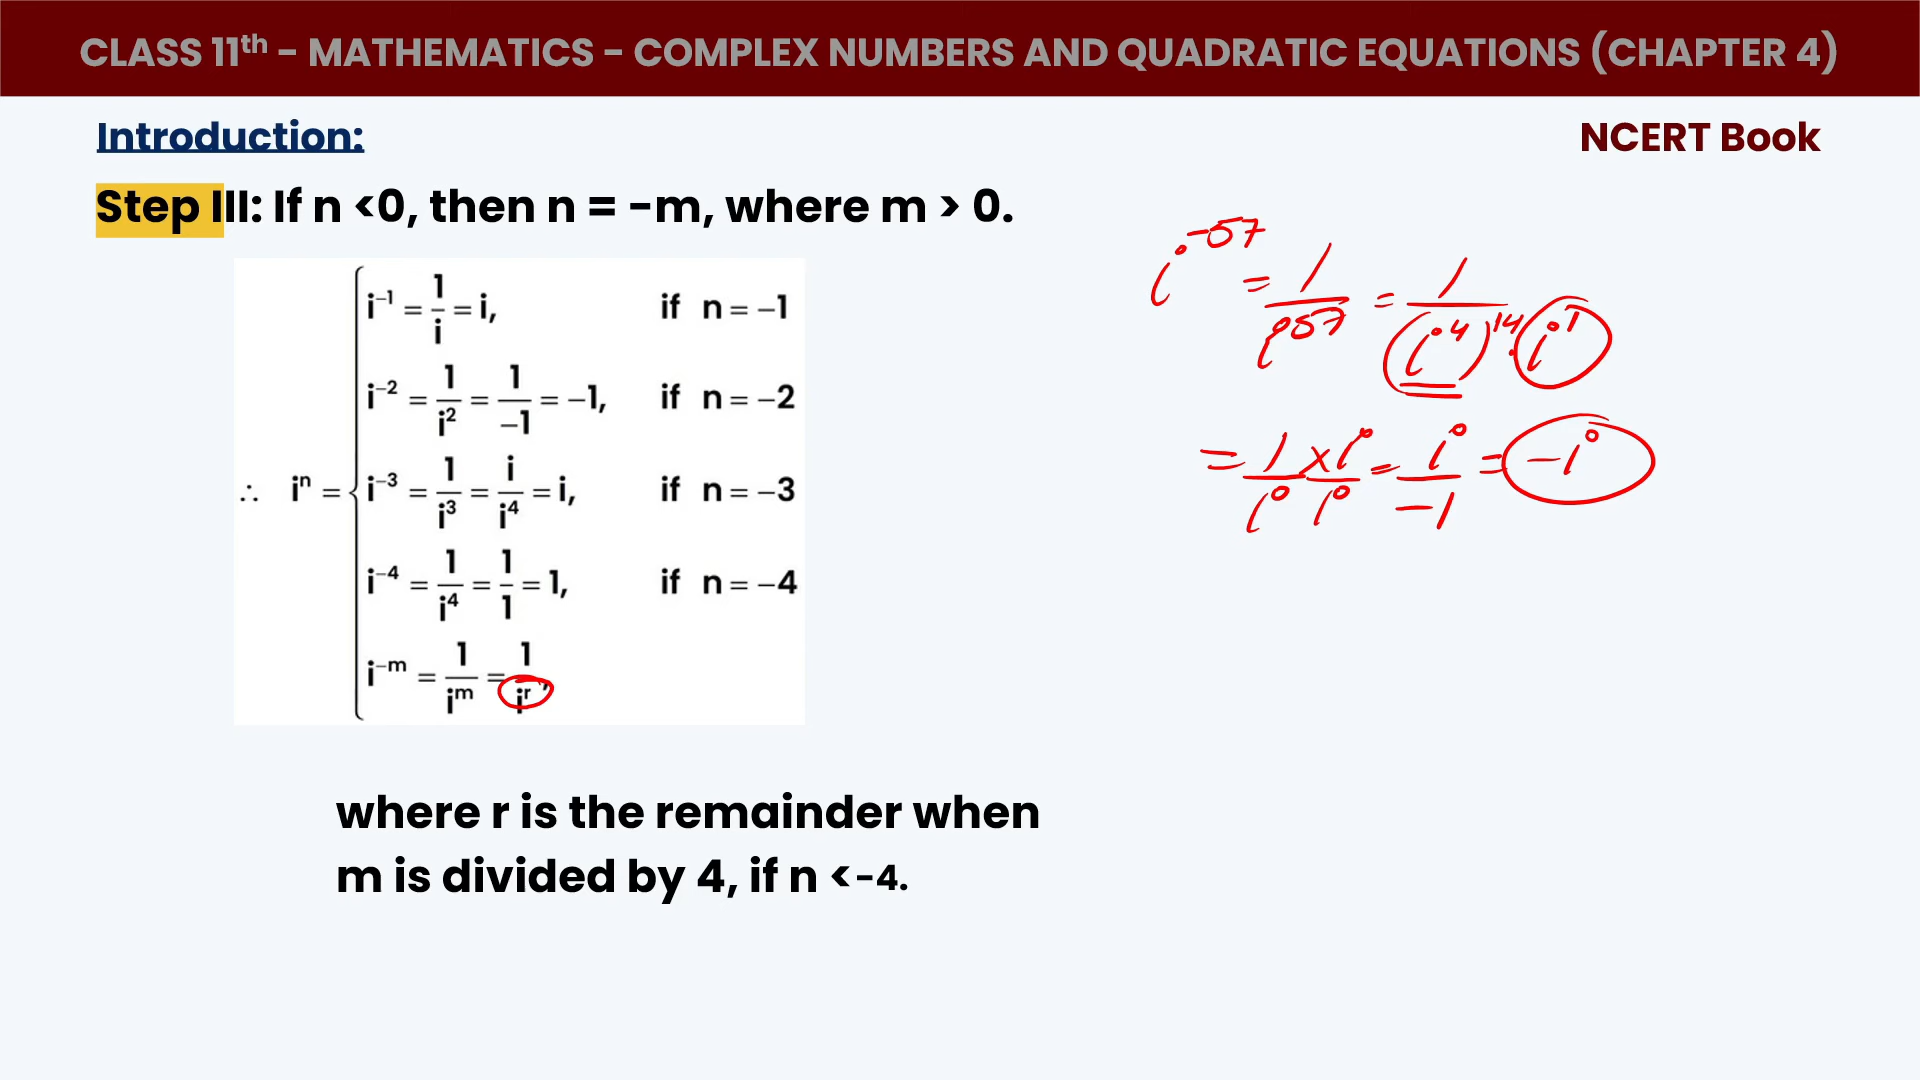 CLASS 11th - MATHEMATICS - COMPLEX NUMBERS AND QUADRATIC EQUATIONS (CHAPTER 4)
Introduction:
NCERT Book
Step III: If n <0, then n = -m, where m > 0.
i⁻¹ = 1/i = i, if n = -1
i⁻² = 1/i² = 1/-1 = -1, if n = -2
∴ iⁿ = { i⁻³ = 1/i³ = i/i⁴ = i, if n = -3
i⁻⁴ = 1/i⁴ = 1/1 = 1, if n = -4
i⁻ᵐ = 1/iᵐ = 1/iʳ,
where r is the remainder when
m is divided by 4, if n <-4.
i⁻⁵⁷ = 1/i⁵⁷ = 1/(i⁴)¹⁴·i¹
= 1/i × i/i = i/-1 = -i